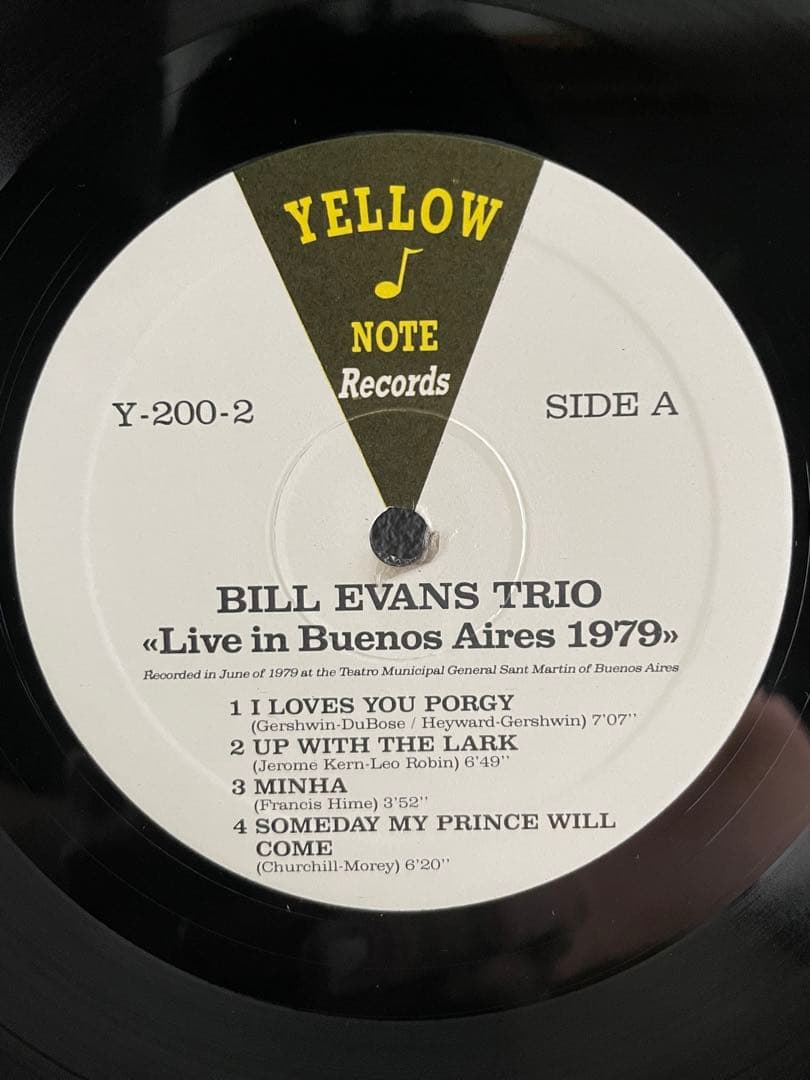 YELLOW
NOTE
Records
Y-200-2
SIDE A
BILL EVANS TRIO
«Live in Buenos Aires 1979»
Recorded in June of 1979 at the Teatro Municipal General Sant Martin of Buenos Aires
1 I LOVES YOU PORGY
(Gershwin-DuBose / Heyward-Gershwin) 7'07''
2 UP WITH THE LARK
(Jerome Kern-Leo Robin) 6'49''
3 MINHA
(Francis Hime) 3'52''
4 SOMEDAY MY PRINCE WILL
COME
(Churchill-Morey) 6'20''